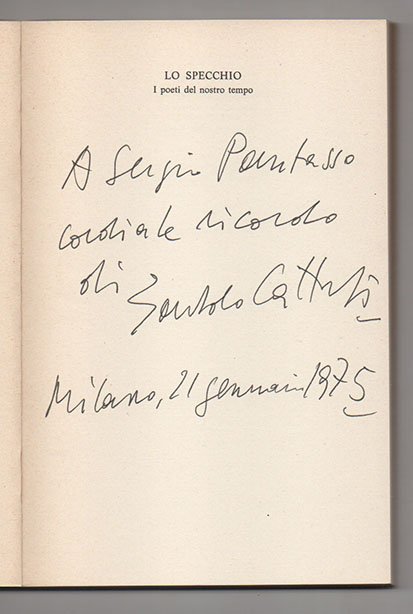 LO SPECCHIO
I poeti del nostro tempo
A Sergio Pautasso
cordiale ricordo
di Bartolo Cattafi
Milano, 21 gennaio 1975